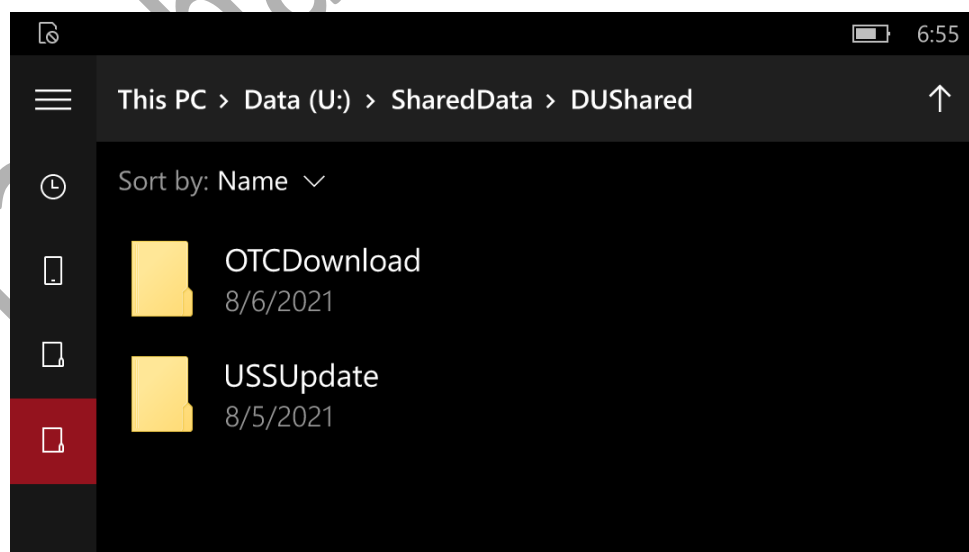 6:55
This PC > Data (U:) > SharedData > DUShared
Sort by: Name
OTCDownload
8/6/2021
USSUpdate
8/5/2021